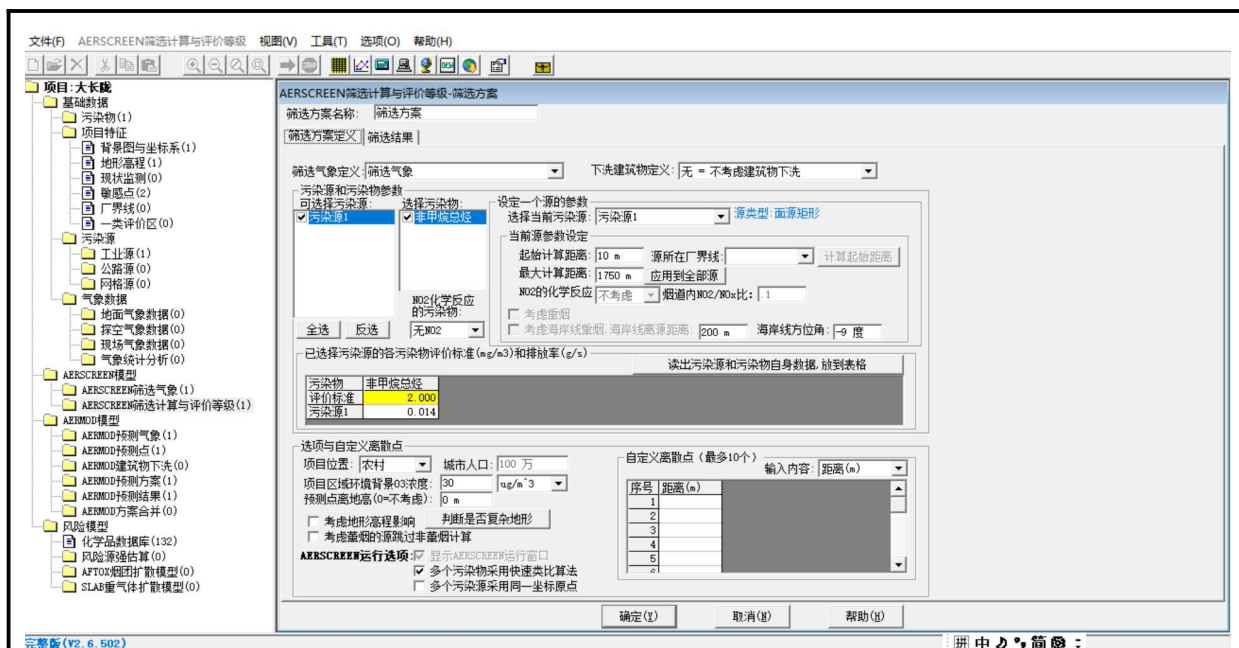 文件(F) AERSCREEN筛选计算与评价等级 视图(V) 工具(T) 选项(O) 帮助(H)
项目:大长陇
基础数据
污染物(1)
项目特征
背景图与坐标系(1)
地形高程(1)
现状监测(0)
敏感点(2)
厂界线(0)
一类评价区(0)
污染源
工业源(1)
公路源(0)
网格源(0)
气象数据
地面气象数据(0)
探空气象数据(0)
现场气象数据(0)
气象统计分析(0)
AERSCREEN模型
AERSCREEN筛选气象(1)
AERSCREEN筛选计算与评价等级(1)
AERMOD模型
AERMOD预测气象(1)
AERMOD预测点(1)
AERMOD建筑物下洗(0)
AERMOD预测方案(1)
AERMOD预测结果(1)
AERMOD方案合并(0)
风险模型
化学品数据库(132)
风险源强估算(0)
AFTOX烟团扩散模型(0)
SLAB重气体扩散模型(0)
AERSCREEN筛选计算与评价等级-筛选方案
筛选方案名称: 筛选方案
筛选方案定义 筛选结果
筛选气象定义: 筛选气象 下洗建筑物定义: 无 = 不考虑建筑物下洗
污染源和污染物参数
可选择污染源: 选择污染物:
污染源1 非甲烷总烃
NO2化学反应
的污染物:
全选 反选 无NO2
设定一个源的参数
选择当前污染源: 污染源1 源类型:面源矩形
当前源参数设定
起始计算距离: 10 m 源所在厂界线: 计算起始距离
最大计算距离: 1750 m 应用到全部源
NO2的化学反应 不考虑 烟道内NO2/NOx比: .1
考虑重烟
考虑海岸线重烟,海岸线离源距离: 200 m 海岸线方位角: -9 度
已选择污染源的各污染物评价标准(mg/m3)和排放率(g/s)
读出污染源和污染物自身数据,放到表格
污染物 非甲烷总烃
评价标准 2.000
污染源1 0.014
选项与自定义离散点
项目位置: 农村 城市人口: 100 万
项目区域环境背景O3浓度: 30 ug/m^3
预测点离地高(0=不考虑): 0 m
考虑地形高程影响 判断是否复杂地形
考虑薰烟的源跳过非薰烟计算
AERSCREEN运行选项: 显示AERSCREEN运行窗口
多个污染物采用快速类比算法
多个污染源采用同一坐标原点
自定义离散点(最多10个)
输入内容: 距离(m)
序号 距离(m)
1
2
3
4
5
确定(Y) 取消(N) 帮助(H)
完整版(V2.6.502)
拼 中 简